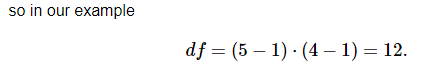 so in our example
df = (5 − 1) · (4 − 1) = 12.